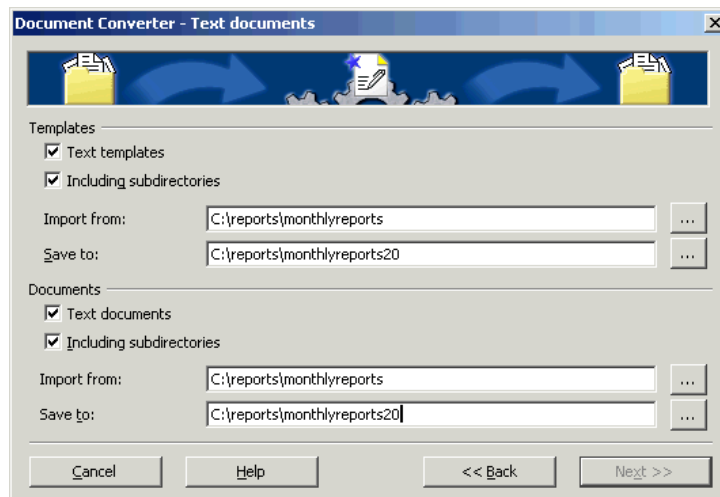 Document Converter - Text documents
Templates
Text templates
Including subdirectories
Import from: C:\reports\monthlyreports ...
Save to: C:\reports\monthlyreports20 ...
Documents
Text documents
Including subdirectories
Import from: C:\reports\monthlyreports ...
Save to: C:\reports\monthlyreports20 ...
Cancel Help << Back Next >>